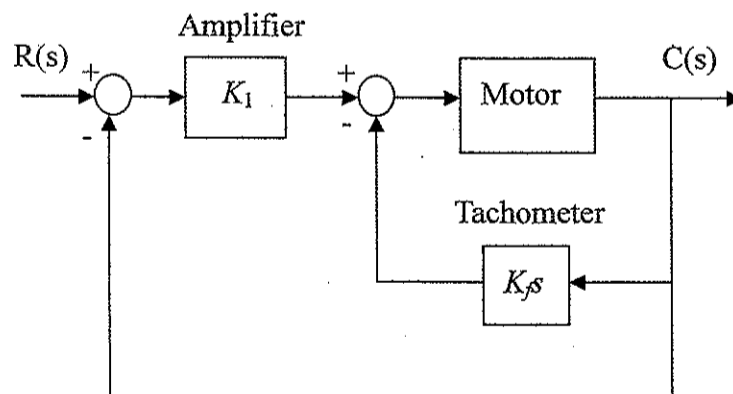 Amplifier
R(s)
C(s)
+
K1
+
Motor
-
-
Tachometer
Kfs